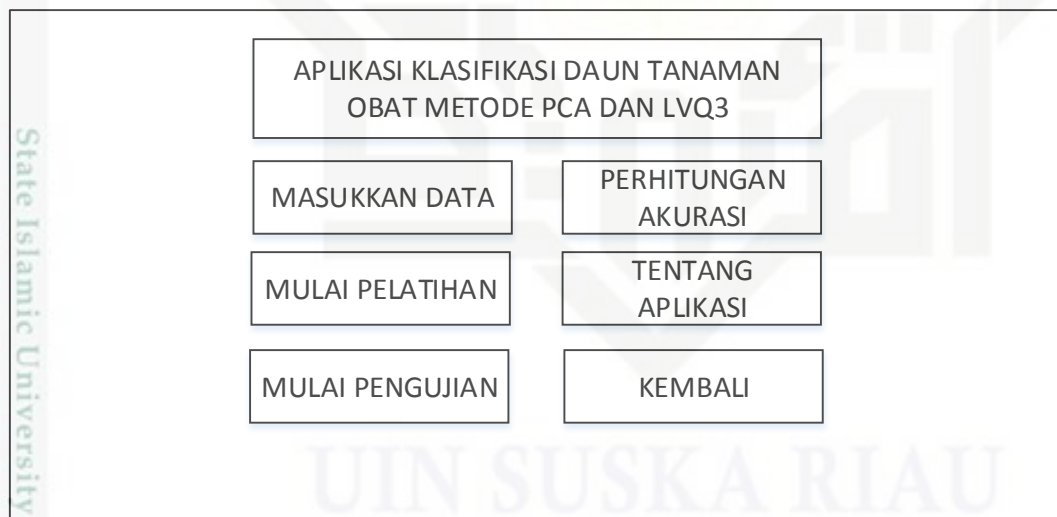 APLIKASI KLASIFIKASI DAUN TANAMAN
OBAT METODE PCA DAN LVQ3
MASUKKAN DATA
PERHITUNGAN
AKURASI
MULAI PELATIHAN
TENTANG
APLIKASI
MULAI PENGUJIAN
KEMBALI
State Islamic University
UIN SUSKA RIAU